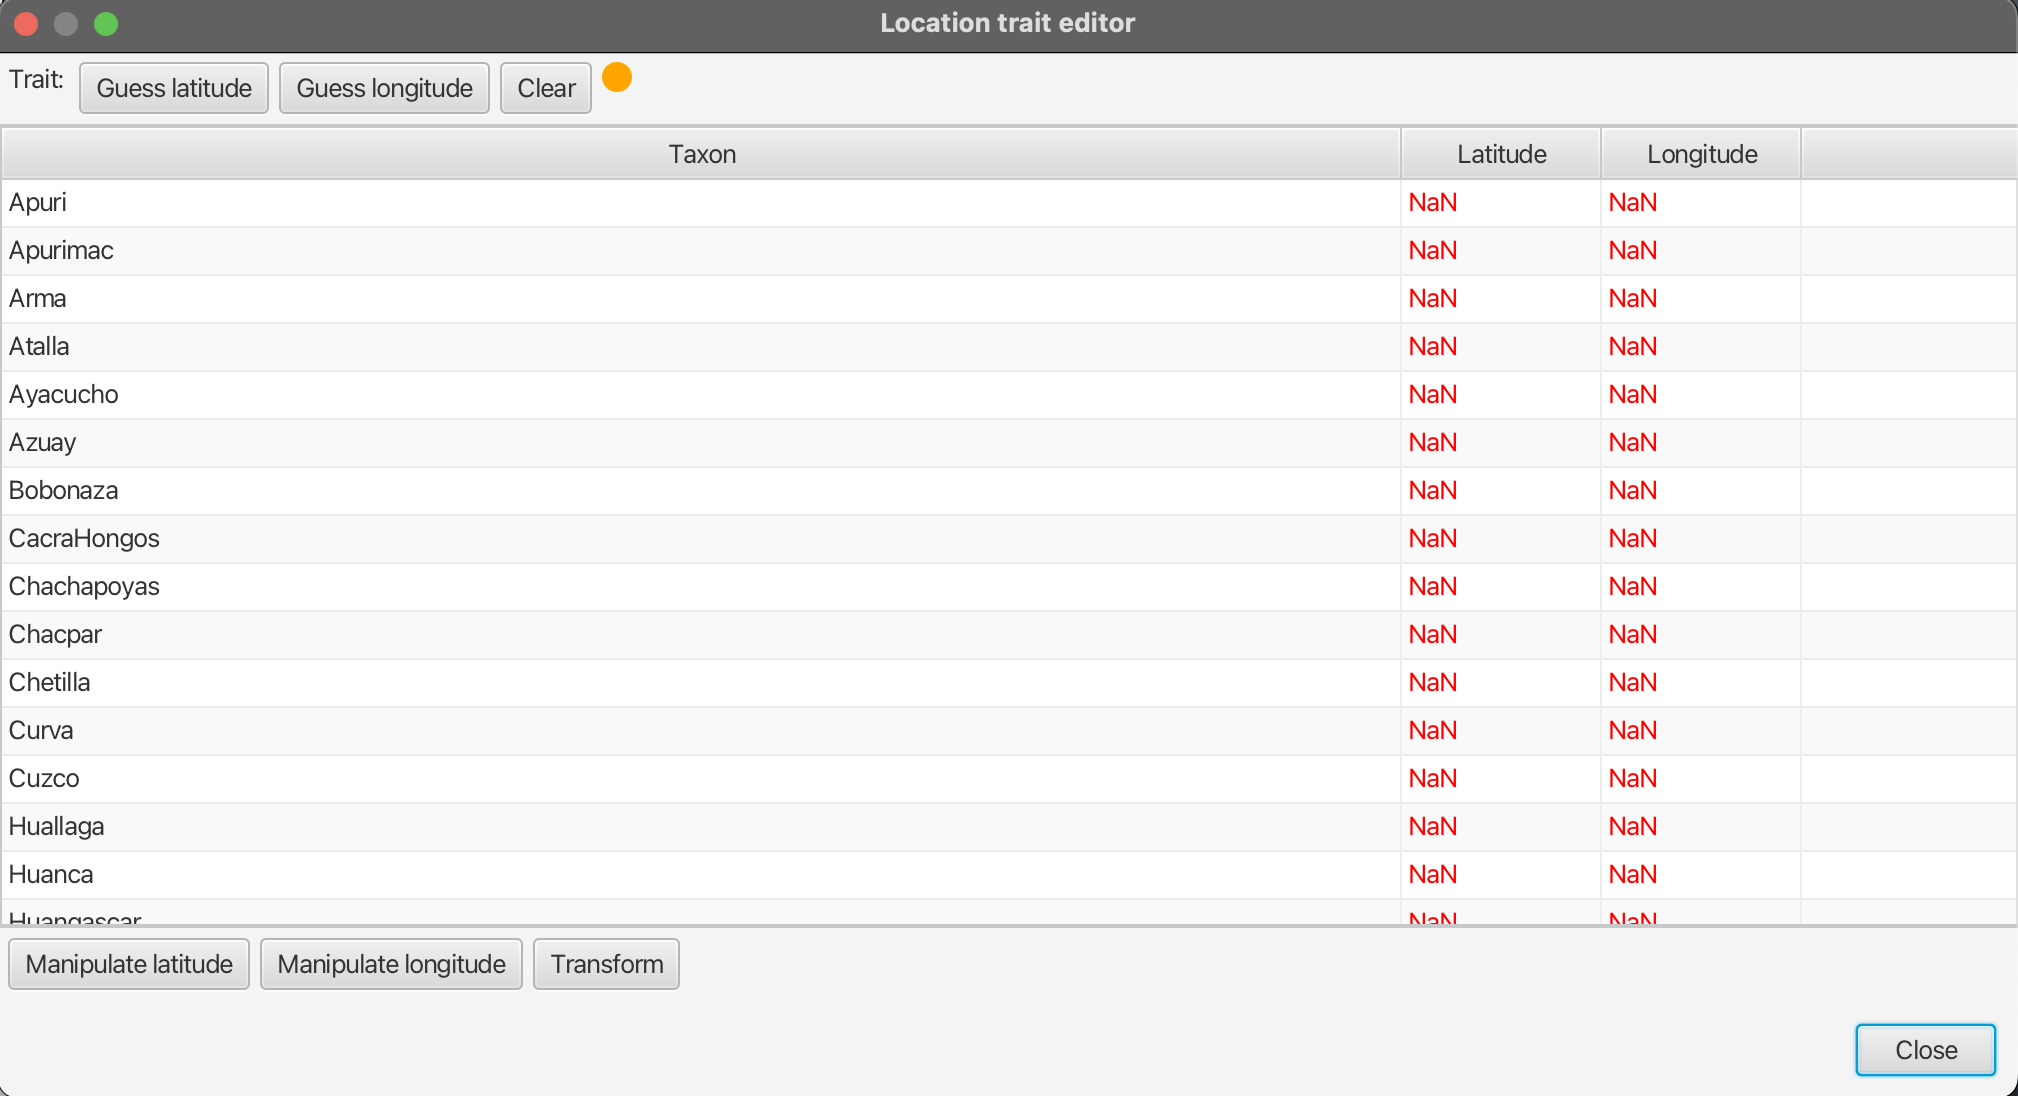 Location trait editor
Trait: Guess latitude Guess longitude Clear
Taxon Latitude Longitude
Apuri NaN NaN
Apurimac NaN NaN
Arma NaN NaN
Atalla NaN NaN
Ayacucho NaN NaN
Azuay NaN NaN
Bobonaza NaN NaN
CacraHongos NaN NaN
Chachapoyas NaN NaN
Chacpar NaN NaN
Chetilla NaN NaN
Curva NaN NaN
Cuzco NaN NaN
Huallaga NaN NaN
Huanca NaN NaN
Huangascar NaN NaN
Manipulate latitude Manipulate longitude Transform
Close